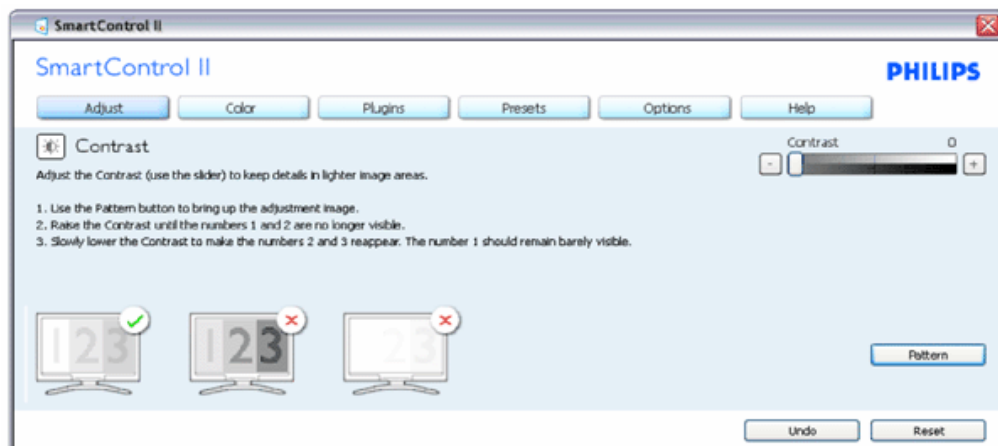 SmartControl II
SmartControl II
PHILIPS
Adjust Color Plugins Presets Options Help
Contrast
Contrast 0
Adjust the Contrast (use the slider) to keep details in lighter image areas.
- +
1. Use the Pattern button to bring up the adjustment image.
2. Raise the Contrast until the numbers 1 and 2 are no longer visible.
3. Slowly lower the Contrast to make the numbers 2 and 3 reappear. The number 1 should remain barely visible.
123 123 23
Pattern
Undo Reset